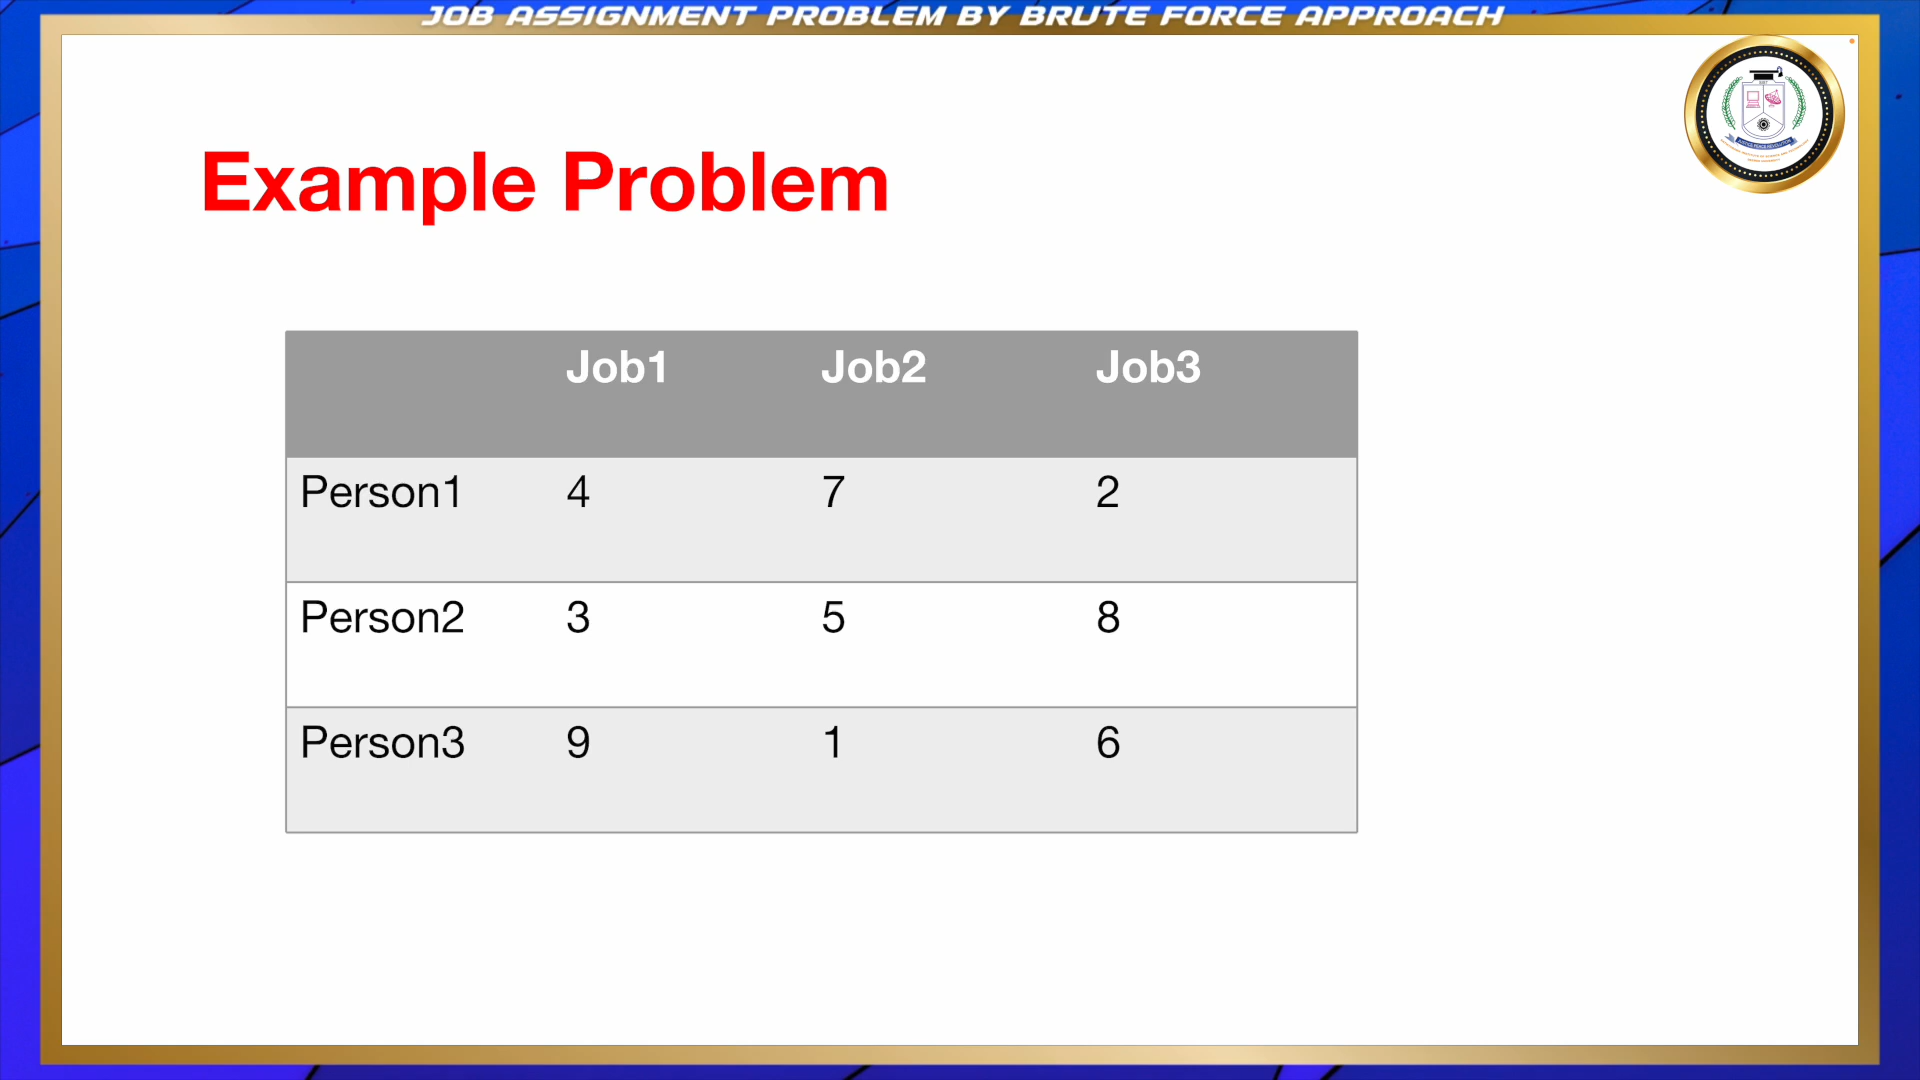 JOB ASSIGNMENT PROBLEM BY BRUTE FORCE APPROACH
Example Problem
Job1 Job2 Job3
Person1 4 7 2
Person2 3 5 8
Person3 9 1 6